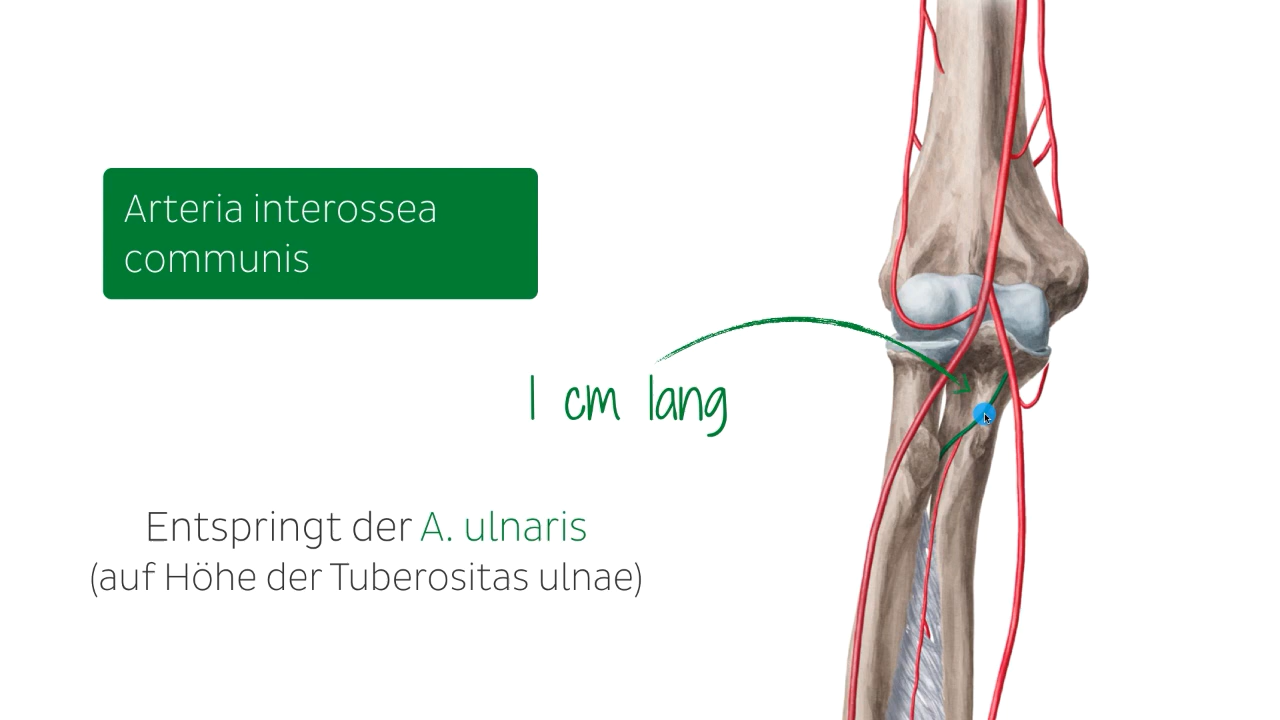 Arteria interossea
communis
1 cm lang
Entspringt der A. ulnaris
(auf Höhe der Tuberositas ulnae)